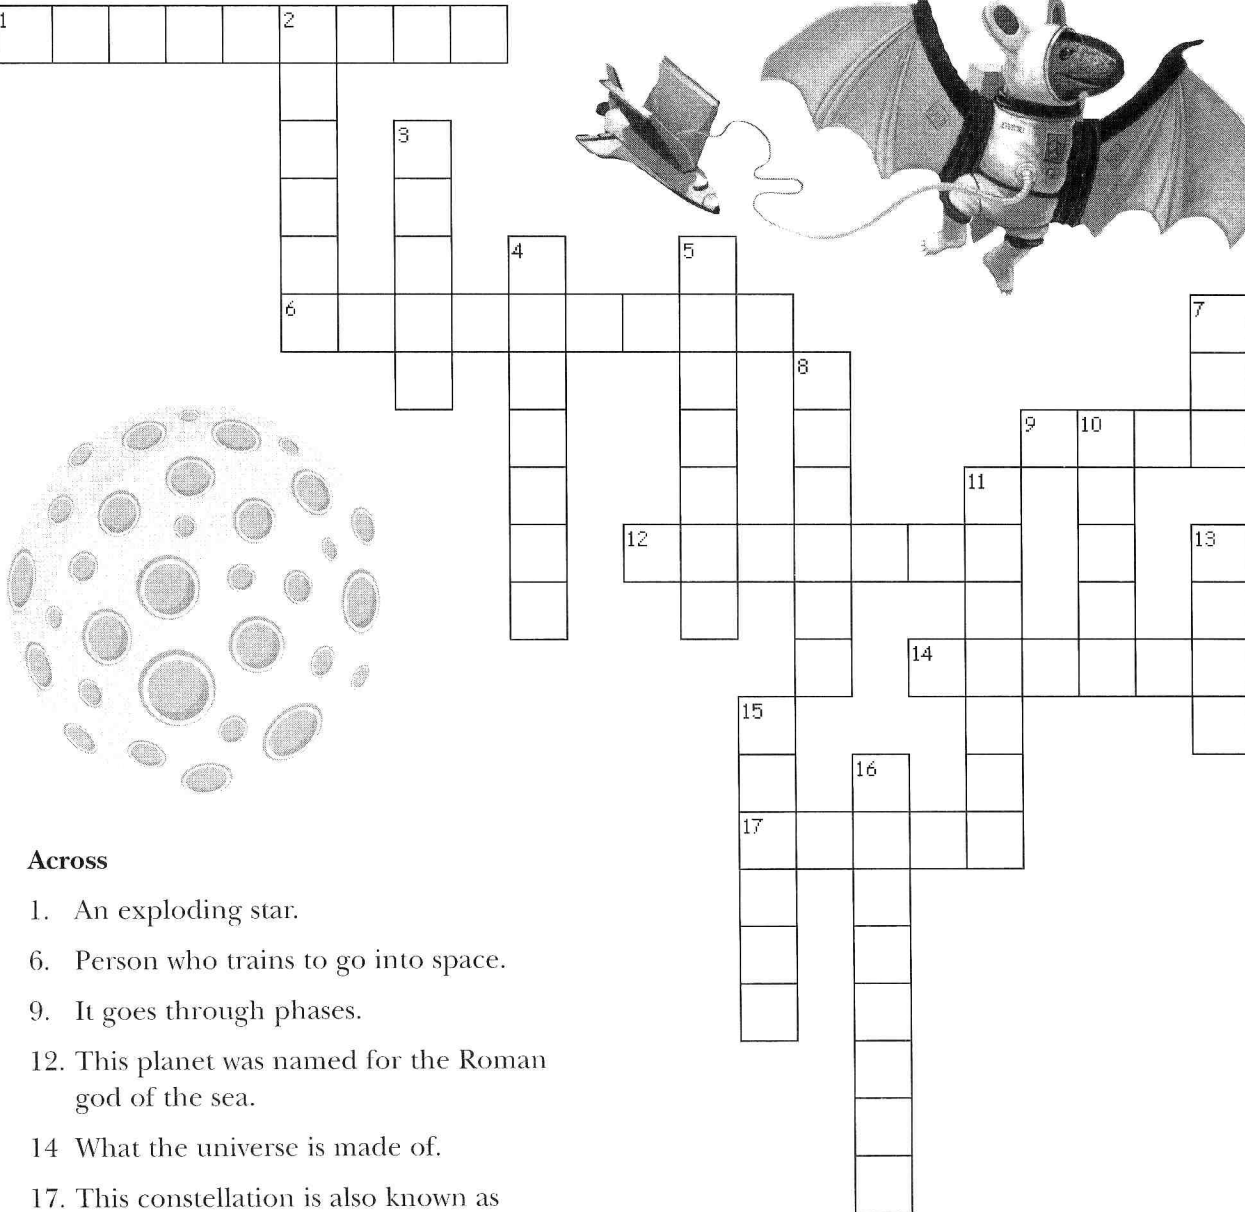 1 2
3
4 5
6 7
8
9 10
11
12 13
14
15
16
17
Across
1. An exploding star.
6. Person who trains to go into space.
9. It goes through phases.
12. This planet was named for the Roman
god of the sea.
14 What the universe is made of.
17. This constellation is also known as